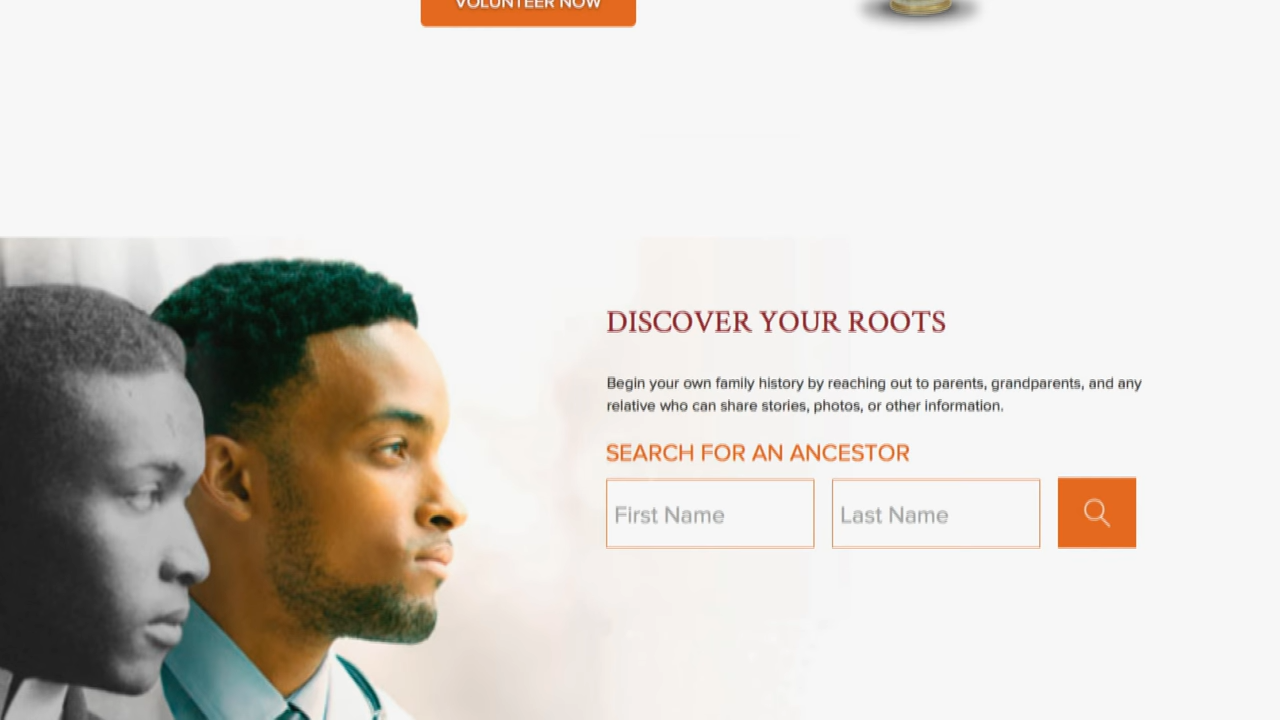 VOLUNTEER NOW
DISCOVER YOUR ROOTS
Begin your own family history by reaching out to parents, grandparents, and any
relative who can share stories, photos, or other information.
SEARCH FOR AN ANCESTOR
First Name
Last Name